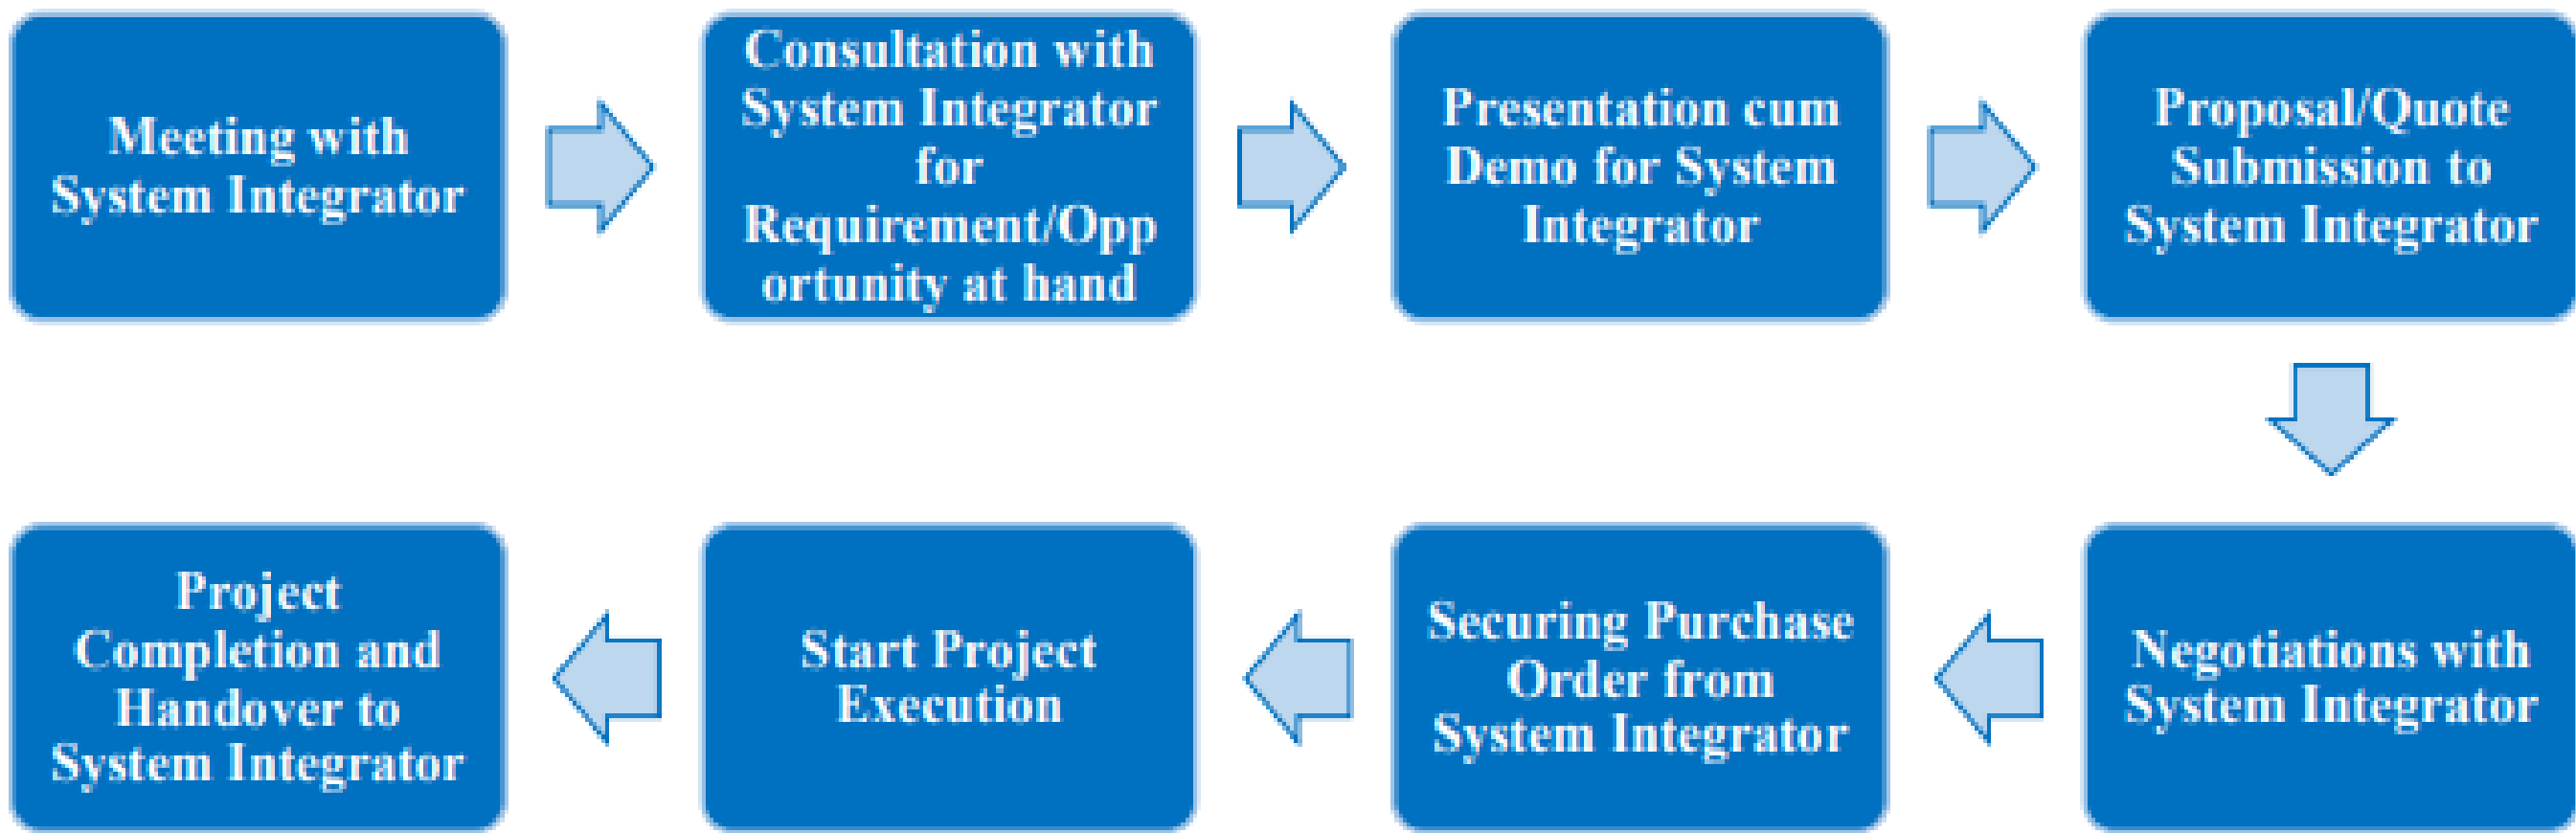 Meeting with
System Integrator
Consultation with
System Integrator
for
Requirement/Opp
ortunity at hand
Presentation cum
Demo for System
Integrator
Proposal/Quote
Submission to
System Integrator
Negotiations with
System Integrator
Securing Purchase
Order from
System Integrator
Start Project
Execution
Project
Completion and
Handover to
System Integrator